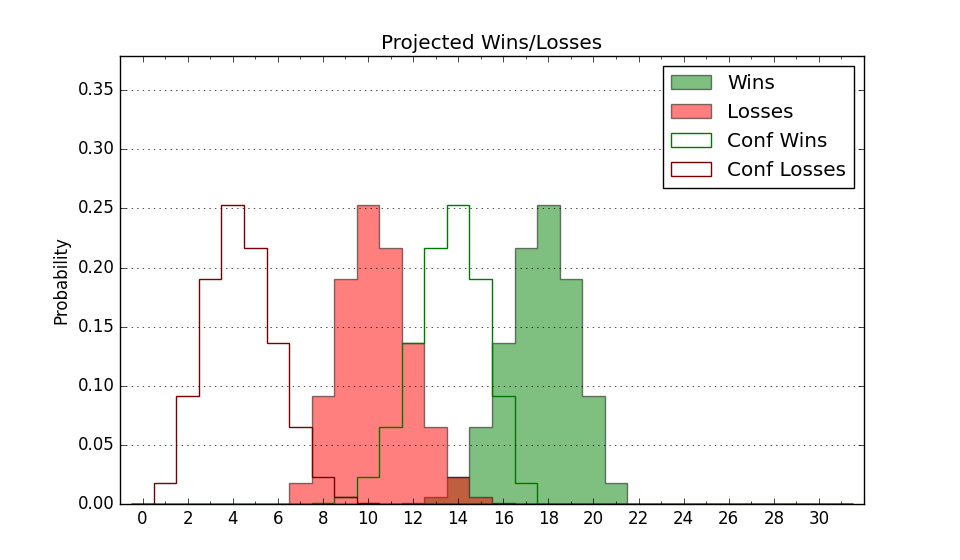 Projected Wins/Losses
Probability
0.35
0.30
0.25
0.20
0.15
0.10
0.05
0.00
0 2 4 6 8 10 12 14 16 18 20 22 24 26 28 30
Wins
Losses
Conf Wins
Conf Losses